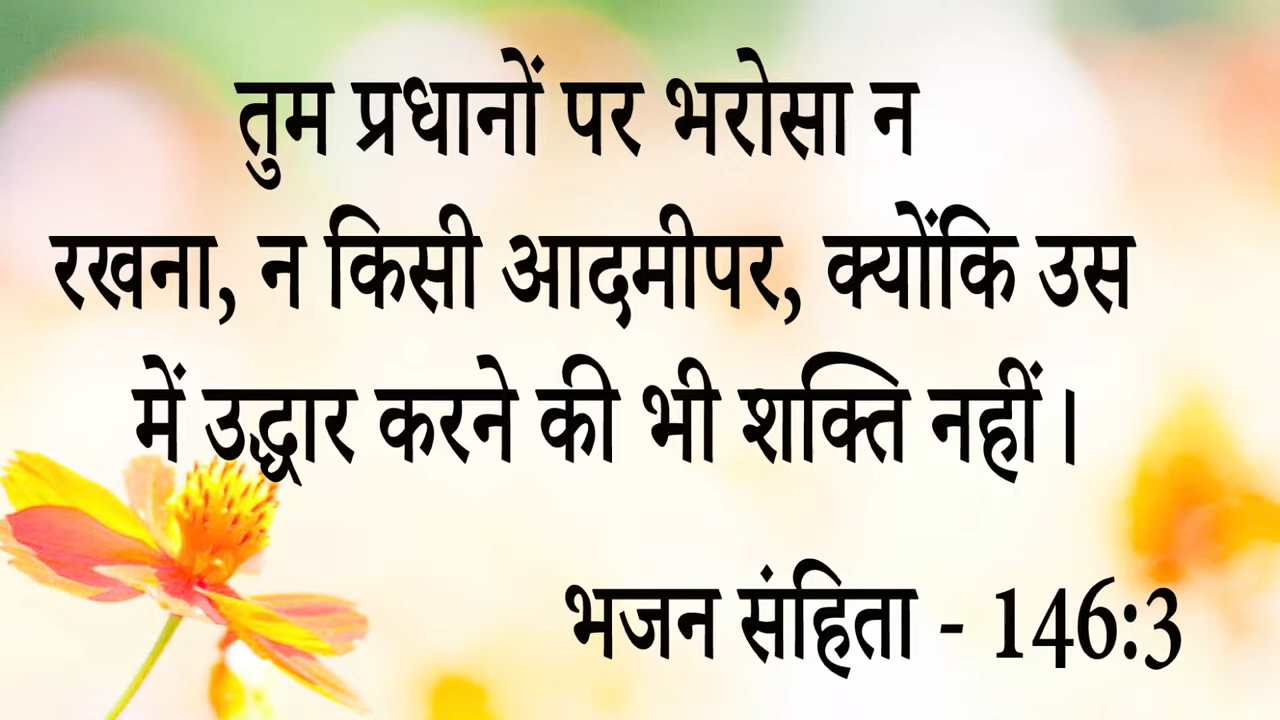 तुम प्रधानों पर भरोसा न
रखना, न किसी आदमीपर, क्योंकि उस
में उद्धार करने की भी शक्ति नहीं।
भजन संहिता - 146:3